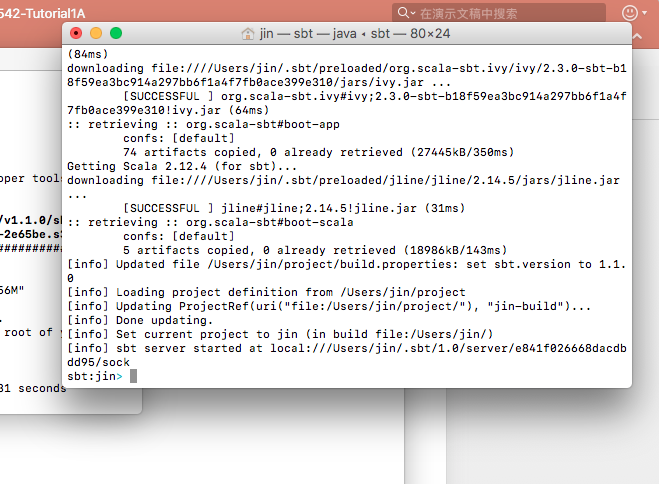 542-Tutorial1A
在演示文稿中搜索
jin — sbt — java ◂ sbt — 80×24
(84ms)
downloading file:////Users/jin/.sbt/preloaded/org.scala-sbt.ivy/ivy/2.3.0-sbt-b1
8f59ea3bc914a297bb6f1a4f7fb0ace399e310/jars/ivy.jar ...
[SUCCESSFUL ] org.scala-sbt.ivy#ivy;2.3.0-sbt-b18f59ea3bc914a297bb6f1a4f
7fb0ace399e310!ivy.jar (64ms)
:: retrieving :: org.scala-sbt#boot-app
confs: [default]
74 artifacts copied, 0 already retrieved (27445kB/350ms)
Getting Scala 2.12.4 (for sbt)...
downloading file:////Users/jin/.sbt/preloaded/jline/jline/2.14.5/jars/jline.jar
...
[SUCCESSFUL ] jline#jline;2.14.5!jline.jar (31ms)
:: retrieving :: org.scala-sbt#boot-scala
confs: [default]
5 artifacts copied, 0 already retrieved (18986kB/143ms)
[info] Updated file /Users/jin/project/build.properties: set sbt.version to 1.1.
0
[info] Loading project definition from /Users/jin/project
[info] Updating ProjectRef(uri("file:/Users/jin/project/"), "jin-build")...
[info] Done updating.
[info] Set current project to jin (in build file:/Users/jin/)
[info] sbt server started at local:///Users/jin/.sbt/1.0/server/e841f026668dacdb
dd95/sock
sbt:jin>
oper tools
/v1.1.0/sb
-2e65be.s3
##########
56M"
.
root of y
31 seconds